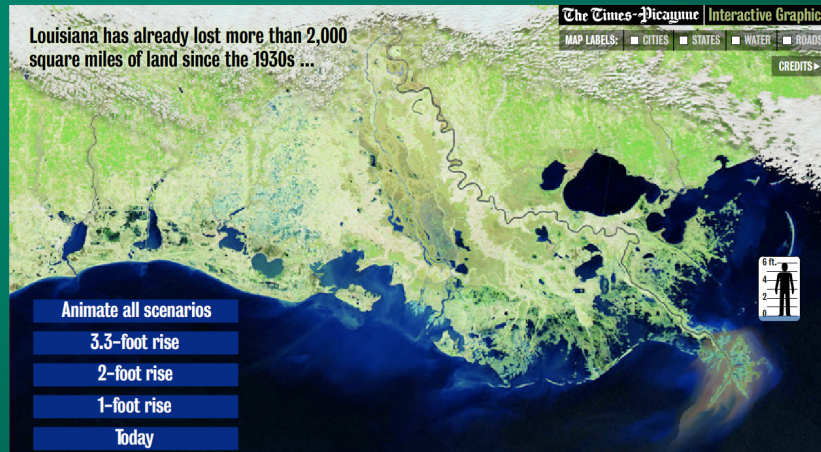 Louisiana has already lost more than 2,000
square miles of land since the 1930s ...
The Times-Picayune | Interactive Graphic
MAP LABELS: CITIES STATES WATER ROADS
CREDITS▶
6 ft.
4
2
0
Animate all scenarios
3.3-foot rise
2-foot rise
1-foot rise
Today